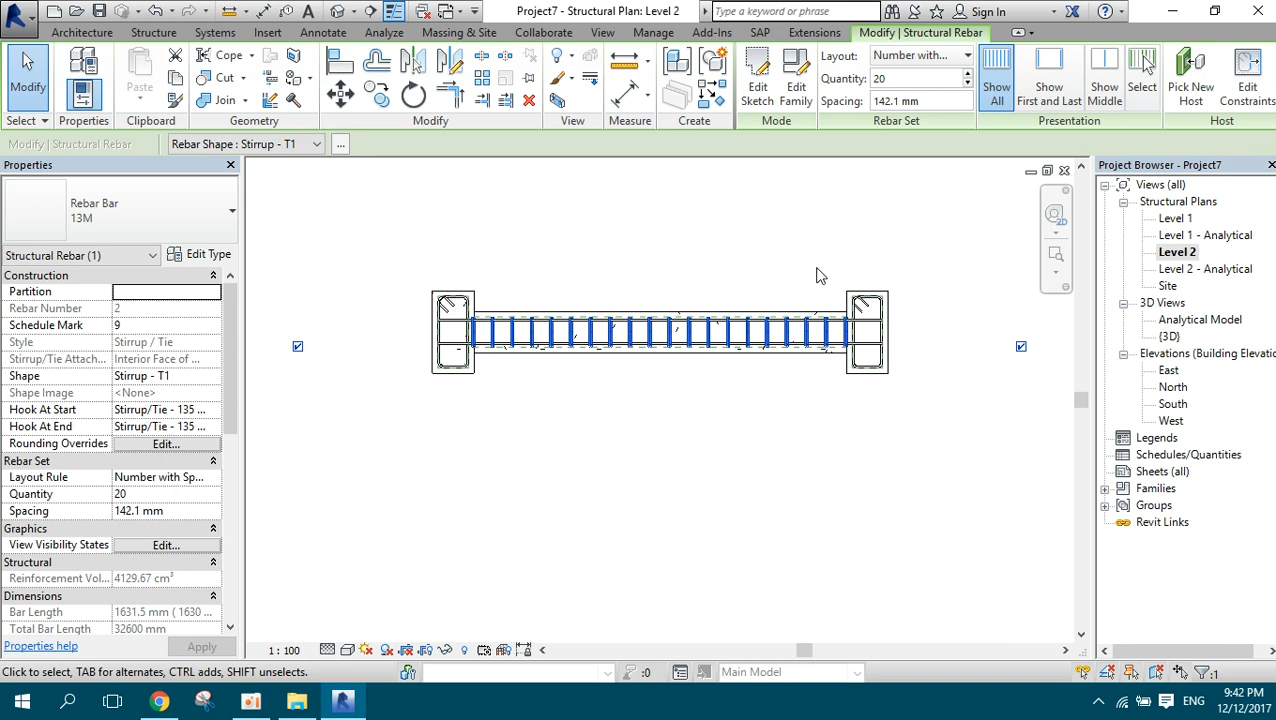 Project7 - Structural Plan: Level 2
Type a keyword or phrase
Sign In
Architecture Structure Systems Insert Annotate Analyze Massing & Site Collaborate View Manage Add-Ins SAP Extensions Modify | Structural Rebar
Modify
Properties
Paste
Cope
Cut
Join
Edit Sketch
Edit Family
Layout: Number with...
Quantity: 20
Spacing: 142.1 mm
Show All
Show First and Last
Show Middle
Select
Pick New Host
Edit Constraints
Select Properties Clipboard Geometry Modify View Measure Create Mode Rebar Set Presentation Host
Modify | Structural Rebar
Rebar Shape : Stirrup - T1
...
Properties
Rebar Bar
13M
Structural Rebar (1)
Edit Type
Construction
Partition
Rebar Number 2
Schedule Mark 9
Style Stirrup / Tie
Stirrup/Tie Attach... Interior Face of ...
Shape Stirrup - T1
Shape Image <None>
Hook At Start Stirrup/Tie - 135 ...
Hook At End Stirrup/Tie - 135 ...
Rounding Overrides Edit...
Rebar Set
Layout Rule Number with Sp...
Quantity 20
Spacing 142.1 mm
Graphics
View Visibility States Edit...
Structural
Reinforcement Vol... 4129.67 cm³
Dimensions
Bar Length 1631.5 mm ( 1630 ...
Total Bar Length 32600 mm
Properties help
Apply
2D
Project Browser - Project7
Views (all)
Structural Plans
Level 1
Level 1 - Analytical
Level 2
Level 2 - Analytical
Site
3D Views
Analytical Model
{3D}
Elevations (Building Elevatio
East
North
South
West
Legends
Schedules/Quantities
Sheets (all)
Families
Groups
Revit Links
1 : 100
Click to select, TAB for alternates, CTRL adds, SHIFT unselects.
:0
Main Model
:1
ENG
9:42 PM
12/12/2017